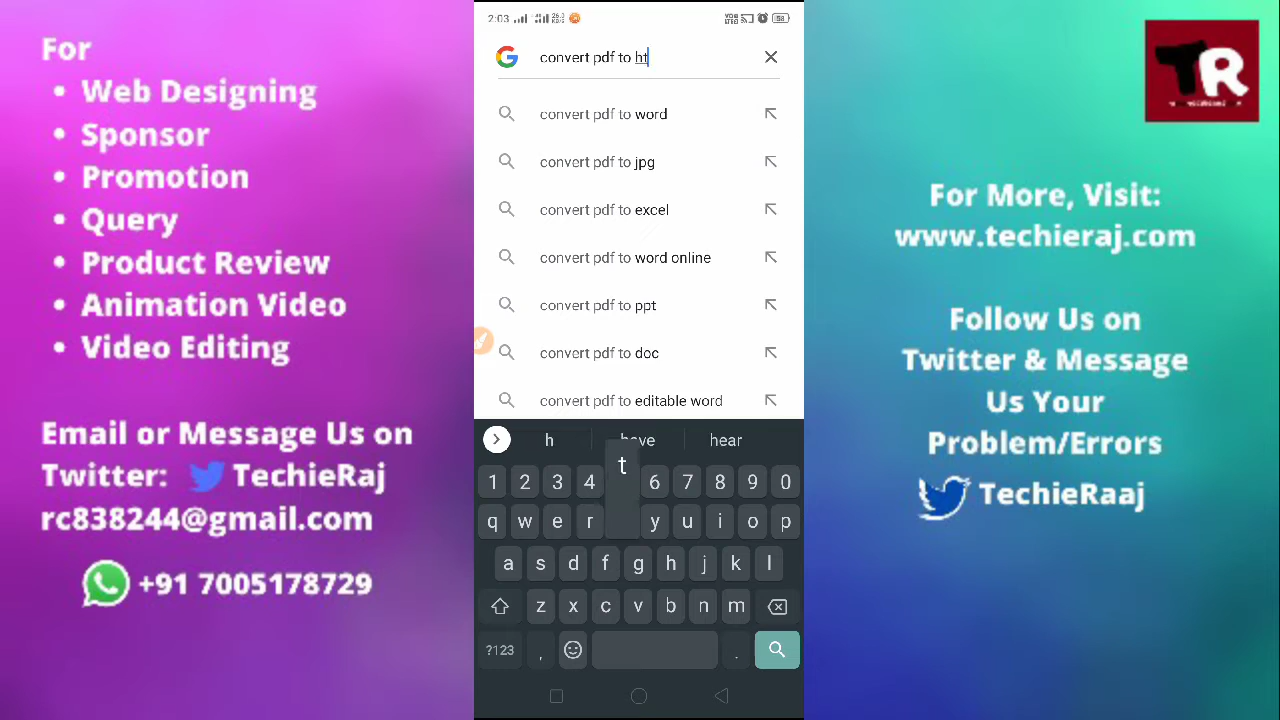 For
• Web Designing
• Sponsor
• Promotion
• Query
• Product Review
• Animation Video
• Video Editing
Email or Message Us on
Twitter: TechieRaj
rc838244@gmail.com
+91 7005178729
2:03
58
convert pdf to ht
convert pdf to word
convert pdf to jpg
convert pdf to excel
convert pdf to word online
convert pdf to ppt
convert pdf to doc
convert pdf to editable word
h have hear
t
1 2 3 4 6 7 8 9 0
q w e r y u i o p
a s d f g h j k l
z x c v b n m
?123 , .
TR
For More, Visit:
www.techieraj.com
Follow Us on
Twitter & Message
Us Your
Problem/Errors
TechieRaaj